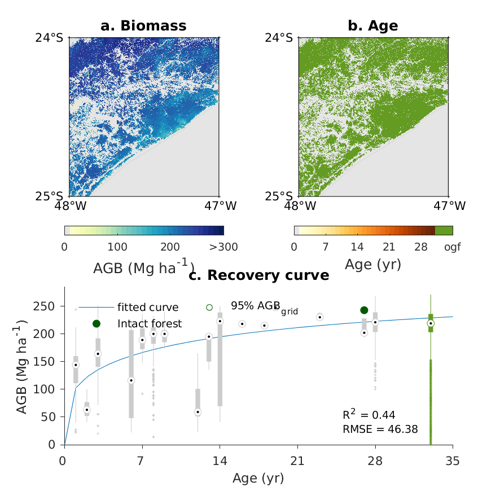 a. Biomass
24°S
25°S
48°W
47°W
0
100
200
>300
AGB (Mg ha-1)
b. Age
24°S
25°S
48°W
47°W
0
7
14
21
28
ogf
Age (yr)
c. Recovery curve
AGB (Mg ha-1)
250
200
150
100
50
0
fitted curve
95% AGBgrid
Intact forest
R2 = 0.44
RMSE = 46.38
0
7
14
21
28
35
Age (yr)